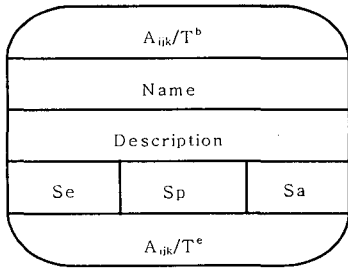 A_ijk/T^b
Name
Description
Se Sp Sa
A_ijk/T^e